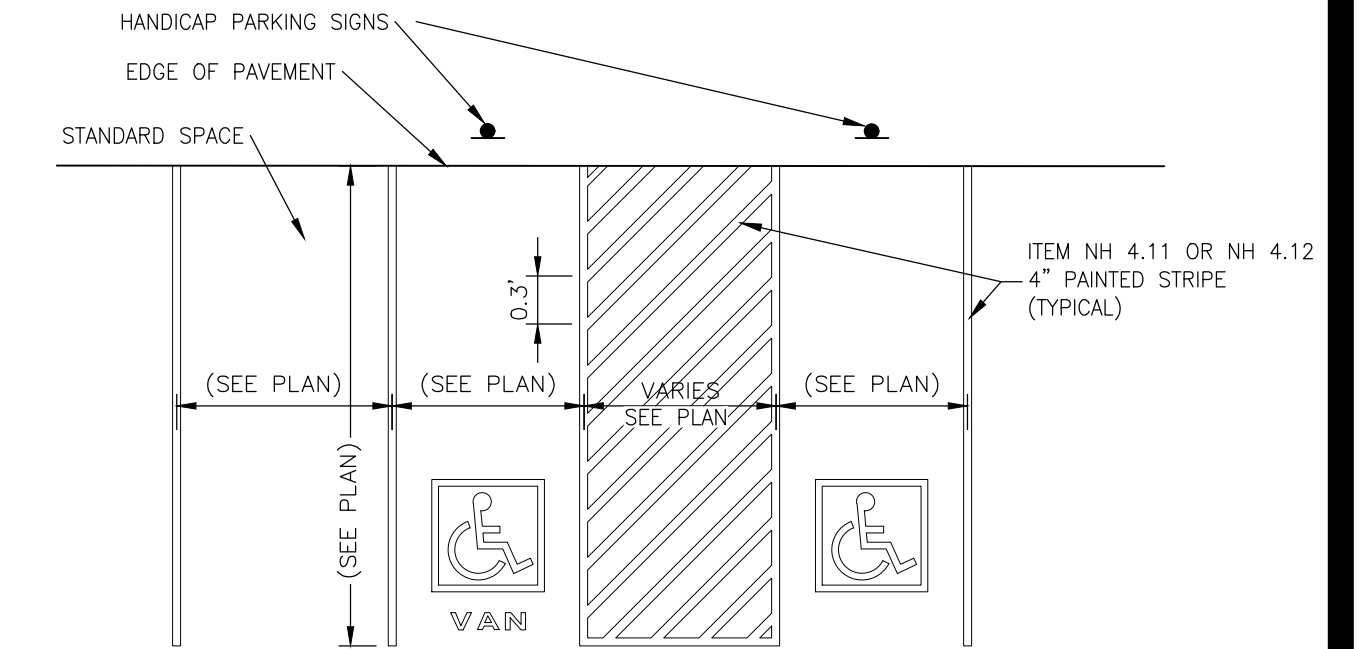 HANDICAP PARKING SIGNS
EDGE OF PAVEMENT
STANDARD SPACE
ITEM NH 4.11 OR NH 4.12
4" PAINTED STRIPE
(TYPICAL)
0.3'
(SEE PLAN)
(SEE PLAN)
VARIES
SEE PLAN
(SEE PLAN)
(SEE PLAN)
VAN